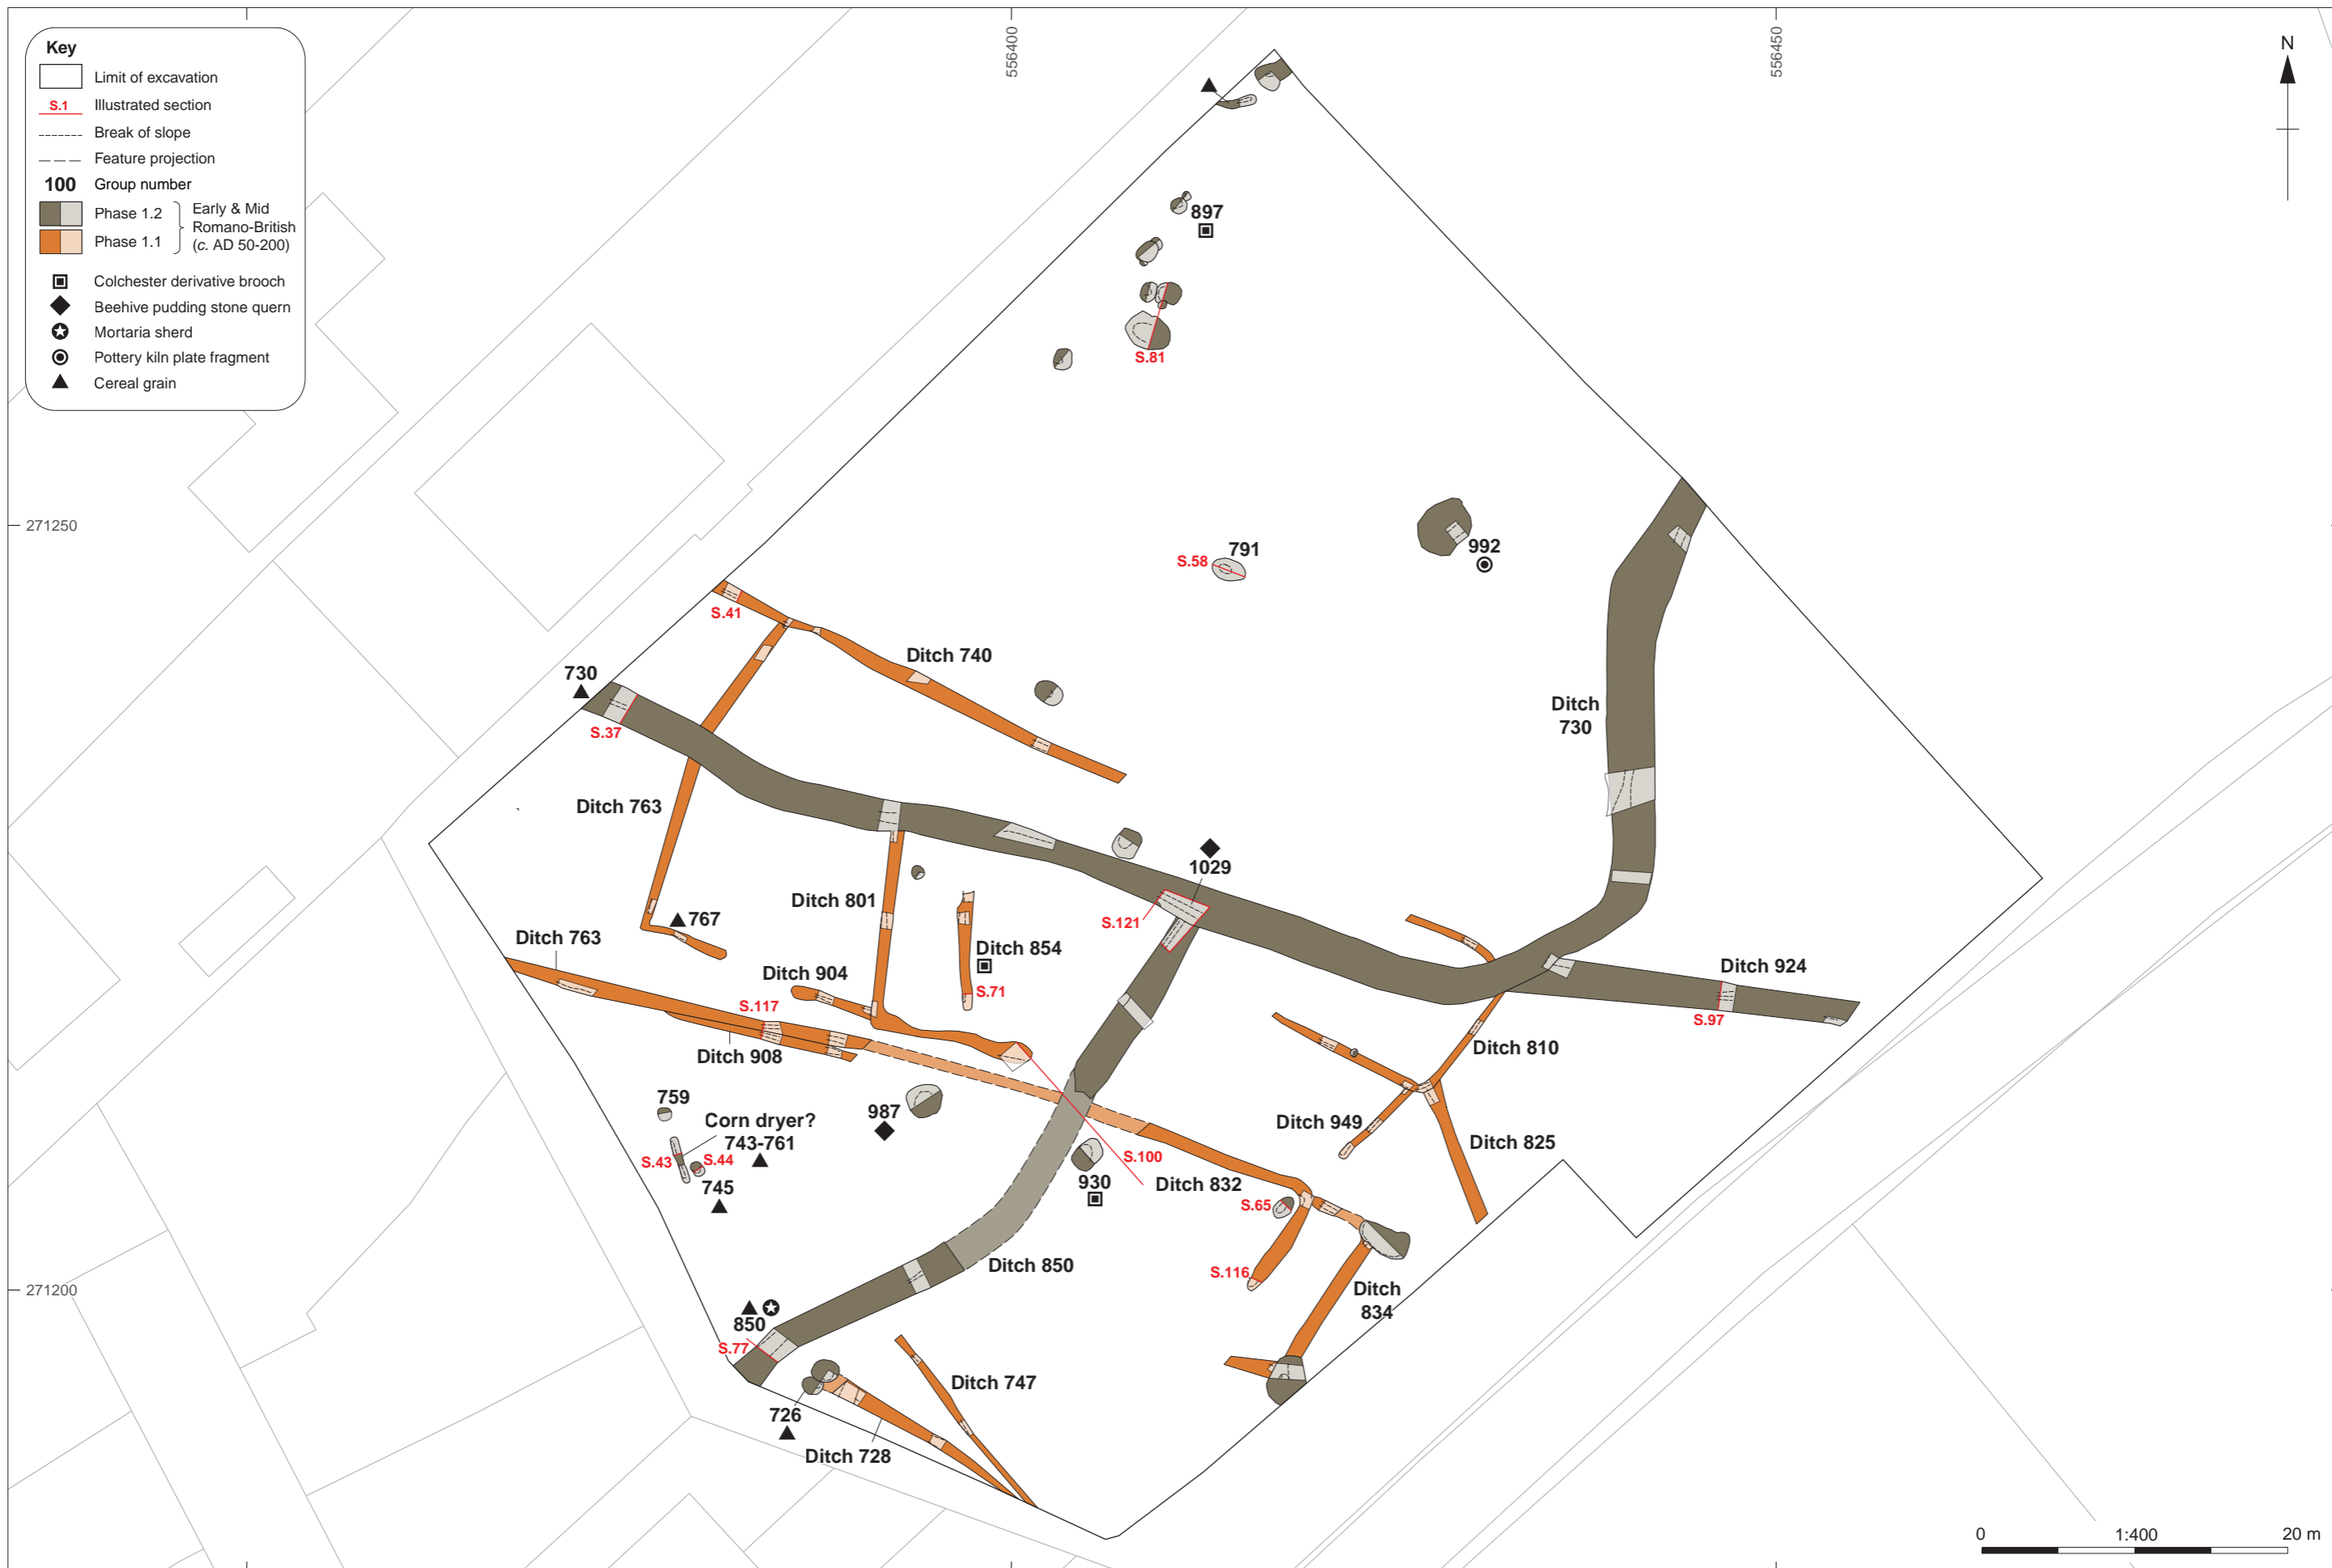 Key
Limit of excavation
S.1 Illustrated section
Break of slope
Feature projection
100 Group number
Phase 1.2
Phase 1.1
Early & Mid
Romano-British
(c. AD 50-200)
Colchester derivative brooch
Beehive pudding stone quern
Mortaria sherd
Pottery kiln plate fragment
Cereal grain
556400
556450
N
897
S.81
271250
791
S.58
992
S.41
Ditch 740
730
S.37
Ditch
730
Ditch 763
1029
S.121
Ditch 801
767
Ditch 763
Ditch 854
S.71
Ditch 904
S.117
Ditch 908
Ditch 924
S.97
Ditch 810
759
Corn dryer?
743-761
S.43
S.44
745
987
Ditch 949
Ditch 825
S.100
930
Ditch 832
S.65
S.116
Ditch 850
271200
Ditch
834
850
S.77
Ditch 747
726
Ditch 728
0 1:400 20 m